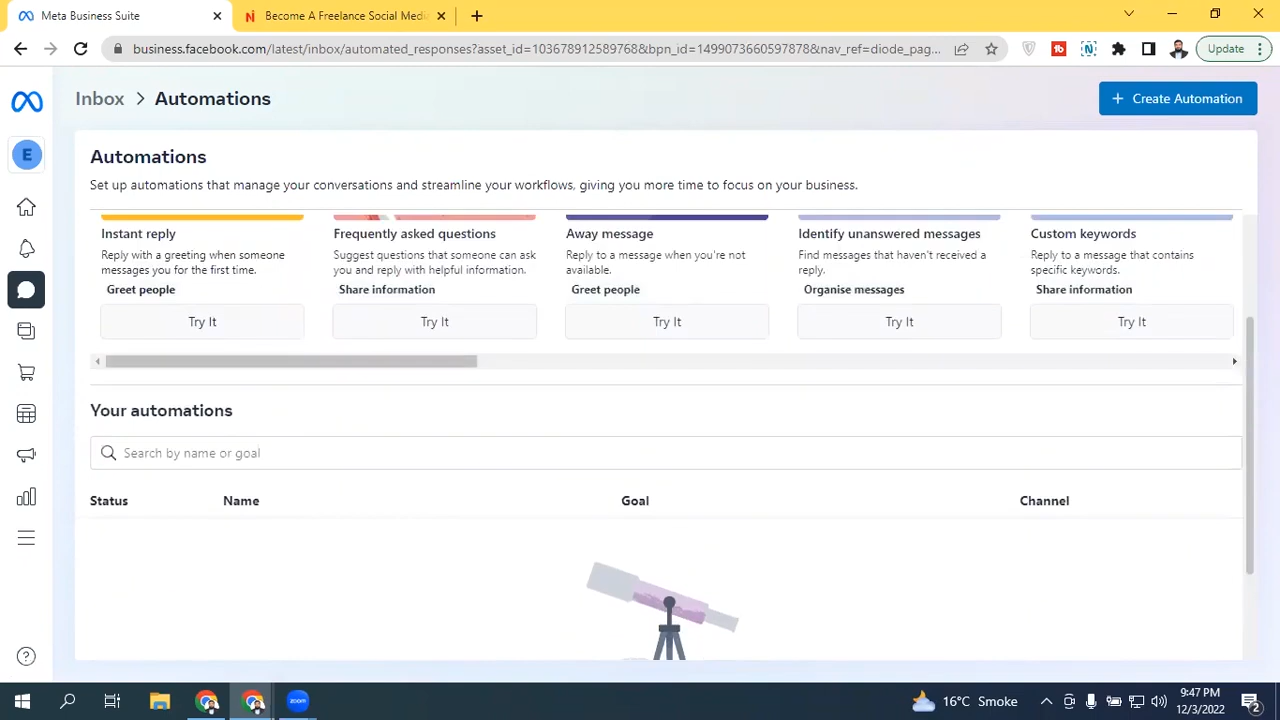 Meta Business Suite
Become A Freelance Social Media
business.facebook.com/latest/inbox/automated_responses?asset_id=103678912589768&bpn_id=1499073660597878&nav_ref=diode_pag...
Update
Inbox > Automations
+ Create Automation
E
Automations
Set up automations that manage your conversations and streamline your workflows, giving you more time to focus on your business.
Instant reply
Reply with a greeting when someone
messages you for the first time.
Greet people
Try It
Frequently asked questions
Suggest questions that someone can ask
you and reply with helpful information.
Share information
Try It
Away message
Reply to a message when you're not
available.
Greet people
Try It
Identify unanswered messages
Find messages that haven't received a
reply.
Organise messages
Try It
Custom keywords
Reply to a message that contains
specific keywords.
Share information
Try It
Your automations
Search by name or goal
Status Name Goal Channel
zoom
16°C Smoke
9:47 PM
12/3/2022
2